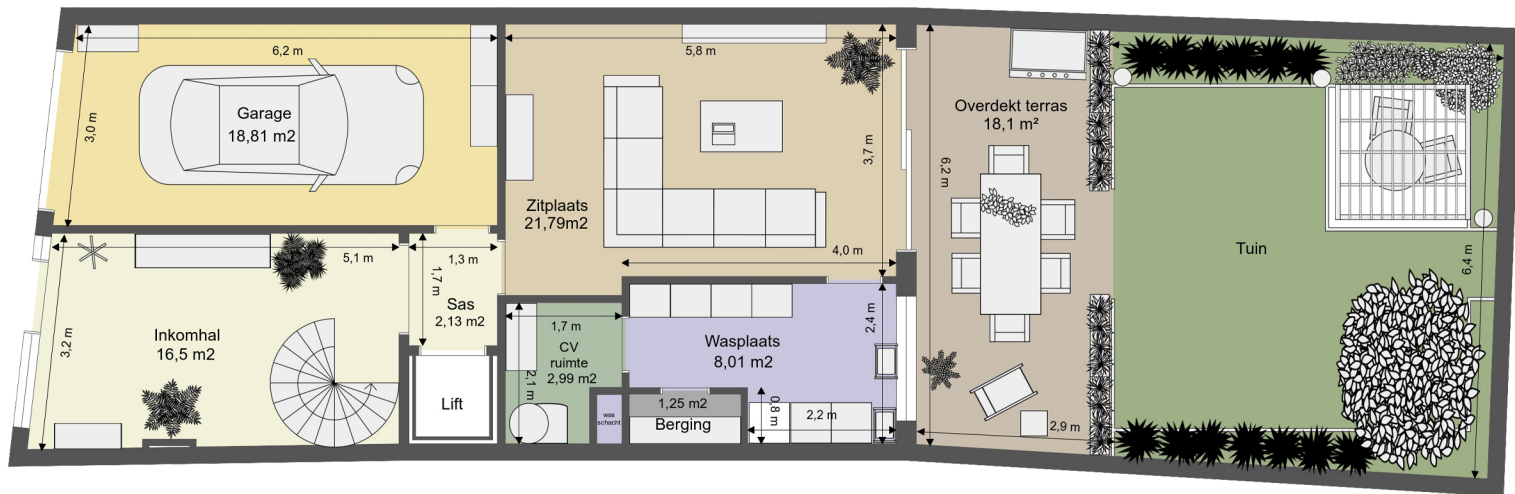 6,2 m
3,0 m
Garage
18,81 m2
5,8 m
3,7 m
Zitplaats
21,79m2
4,0 m
Overdekt terras
18,1 m²
6,2 m
Tuin
6,4 m
5,1 m
3,2 m
Inkomhal
16,5 m2
1,3 m
1,7 m
Sas
2,13 m2
Lift
1,7 m
CV
ruimte
2,99 m2
2,1 m
was
schacht
Wasplaats
8,01 m2
2,4 m
1,25 m2
Berging
0,8 m
2,2 m
2,9 m